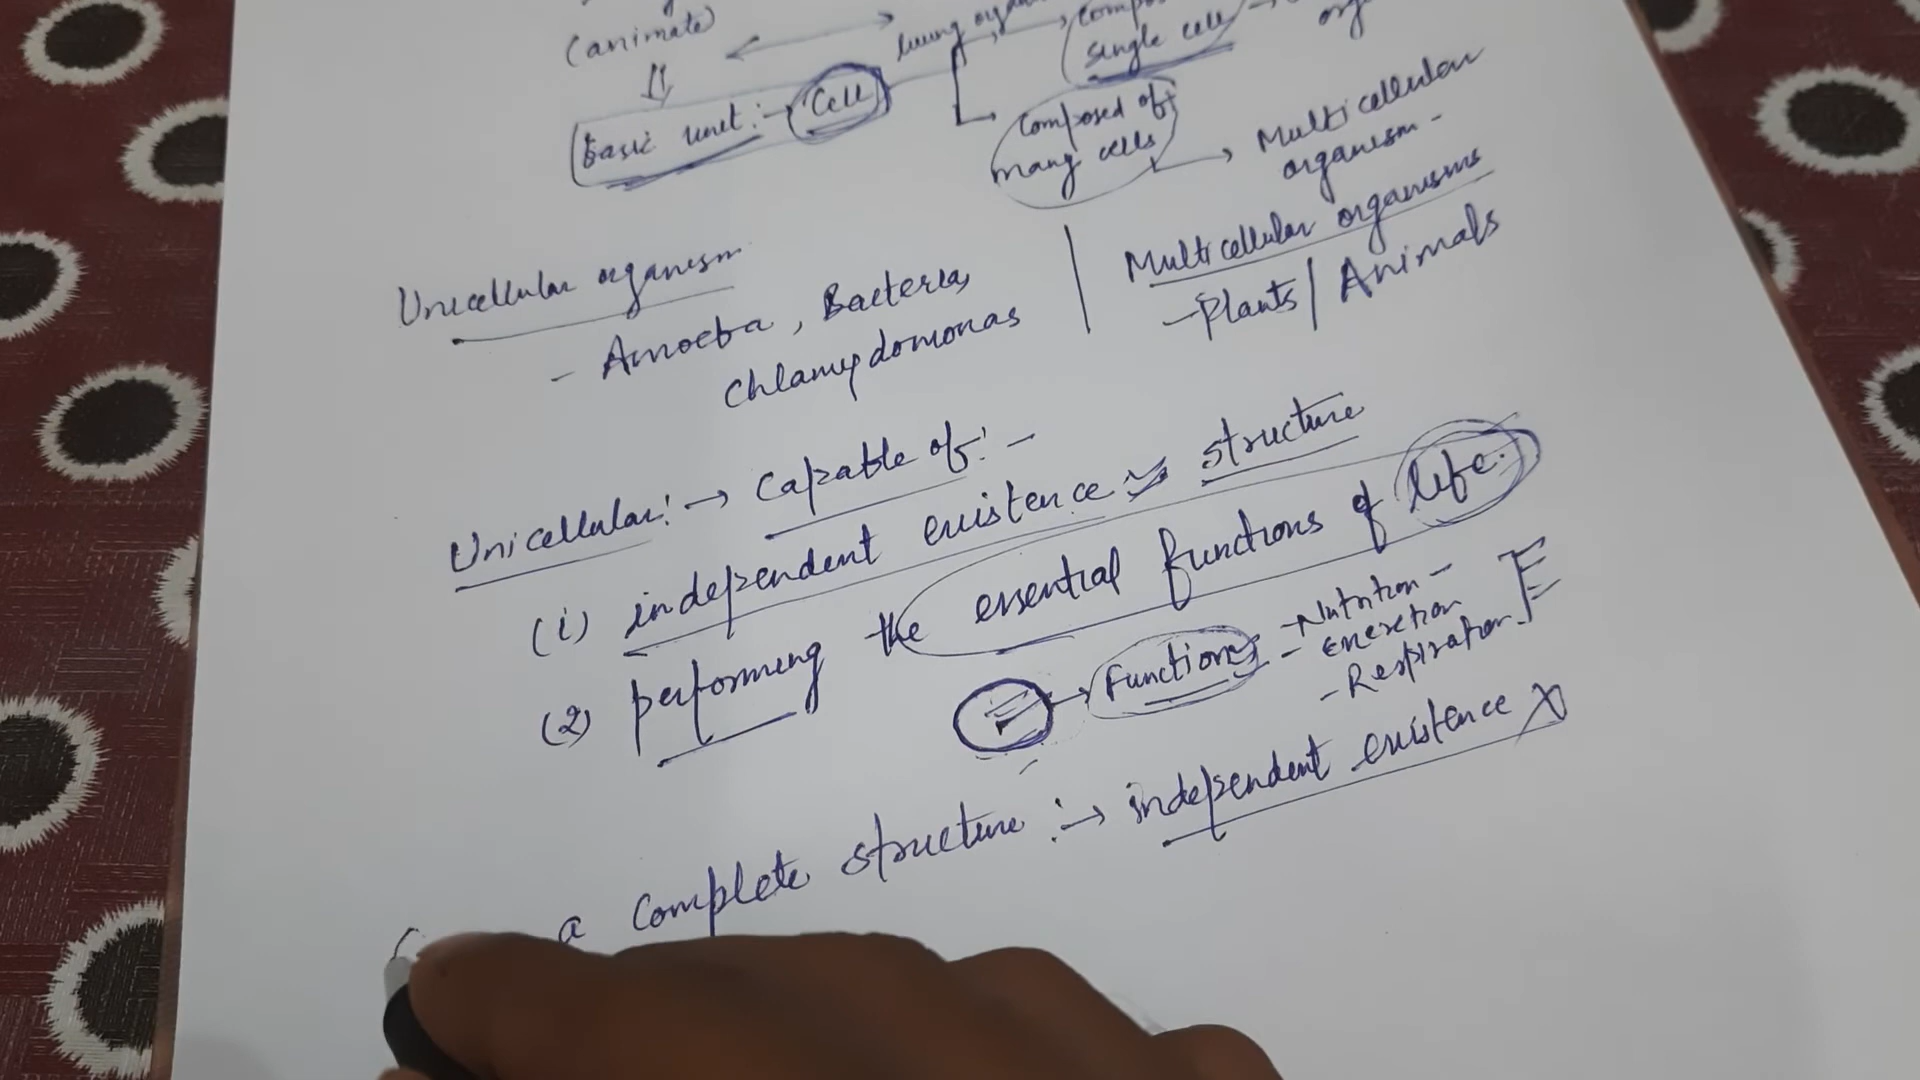 (animate)
living
single cell
Basic unit :→ Cell
Composed of
many cells
Multicellular
organism -
Unicellular organism
- Amoeba, Bacteria,
Chlamydomonas
Multicellular organisms
- Plants / Animals
Unicellular :→ Capable of :-
(i) independent existence ≈ structure
(2) performing the essential functions of life.
→ Functions - Nutrition -
- Excretion
- Respiration
a complete structure :→ independent existence X